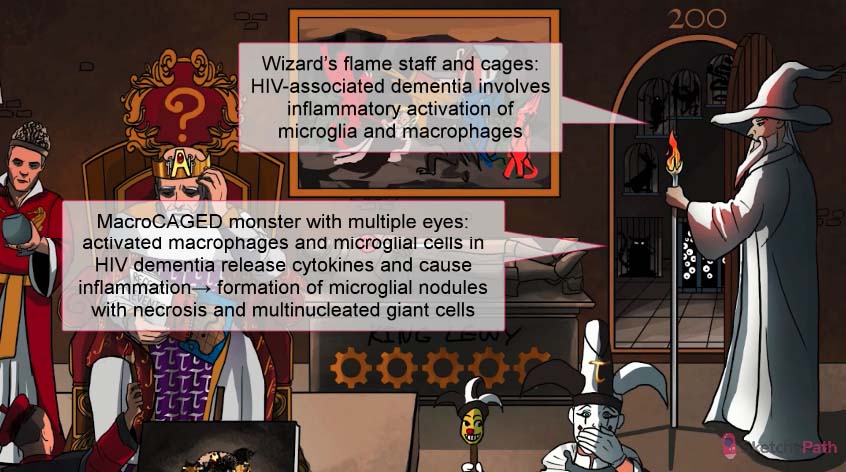 200
Wizard's flame staff and cages:
HIV-associated dementia involves
inflammatory activation of
microglia and macrophages
?
A
MacroCAGED monster with multiple eyes:
activated macrophages and microglial cells in
HIV dementia release cytokines and cause
inflammation→ formation of microglial nodules
with necrosis and multinucleated giant cells
KING LEWY
τ
SketchyPath